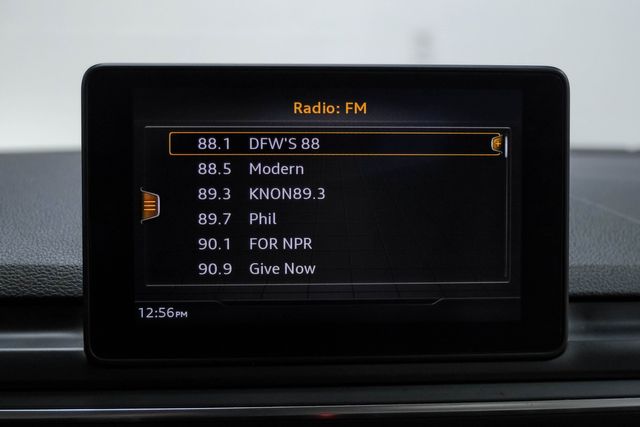 Radio: FM
88.1 DFW'S 88
88.5 Modern
89.3 KNON89.3
89.7 Phil
90.1 FOR NPR
90.9 Give Now
12:56PM